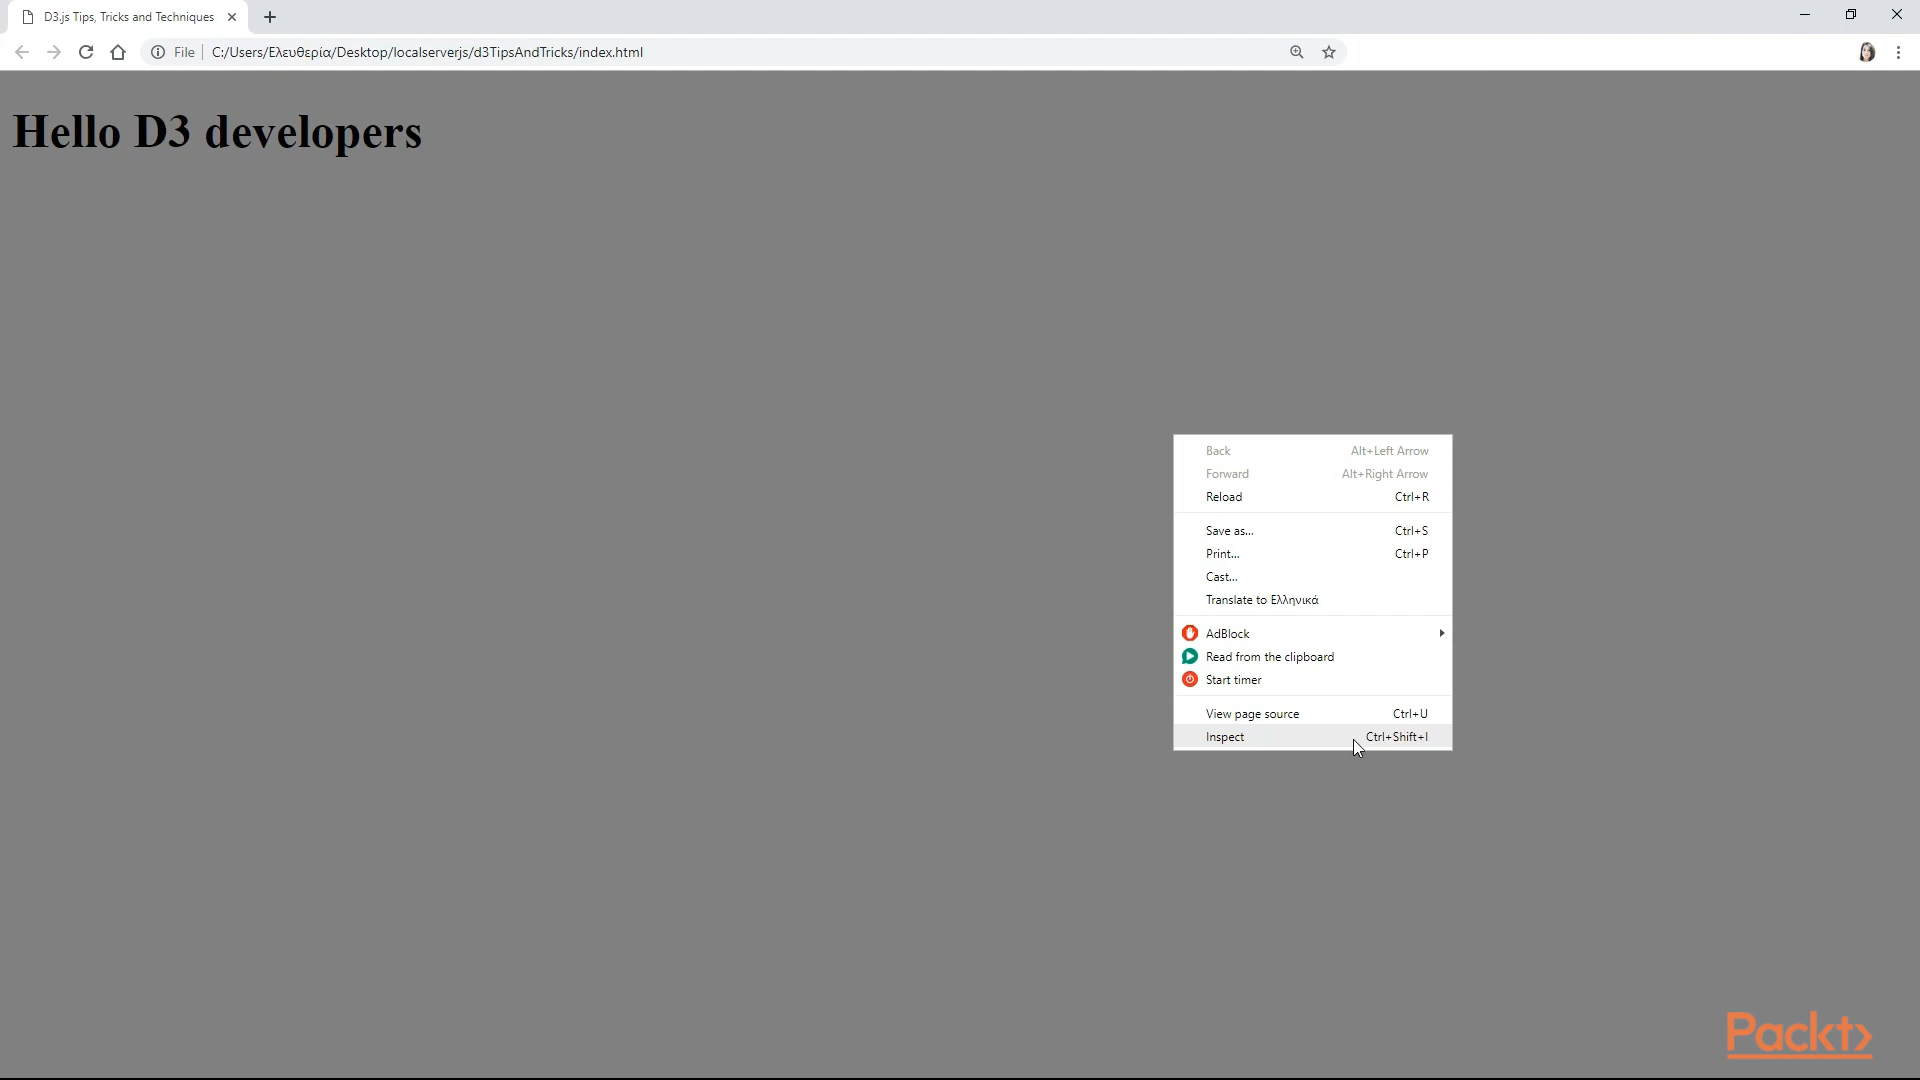 D3.js Tips, Tricks and Techniques
File C:/Users/Ελευθερία/Desktop/localserverjs/d3TipsAndTricks/index.html
Hello D3 developers
Back Alt+Left Arrow
Forward Alt+Right Arrow
Reload Ctrl+R
Save as... Ctrl+S
Print... Ctrl+P
Cast...
Translate to Ελληνικά
AdBlock
Read from the clipboard
Start timer
View page source Ctrl+U
Inspect Ctrl+Shift+I
Packt>